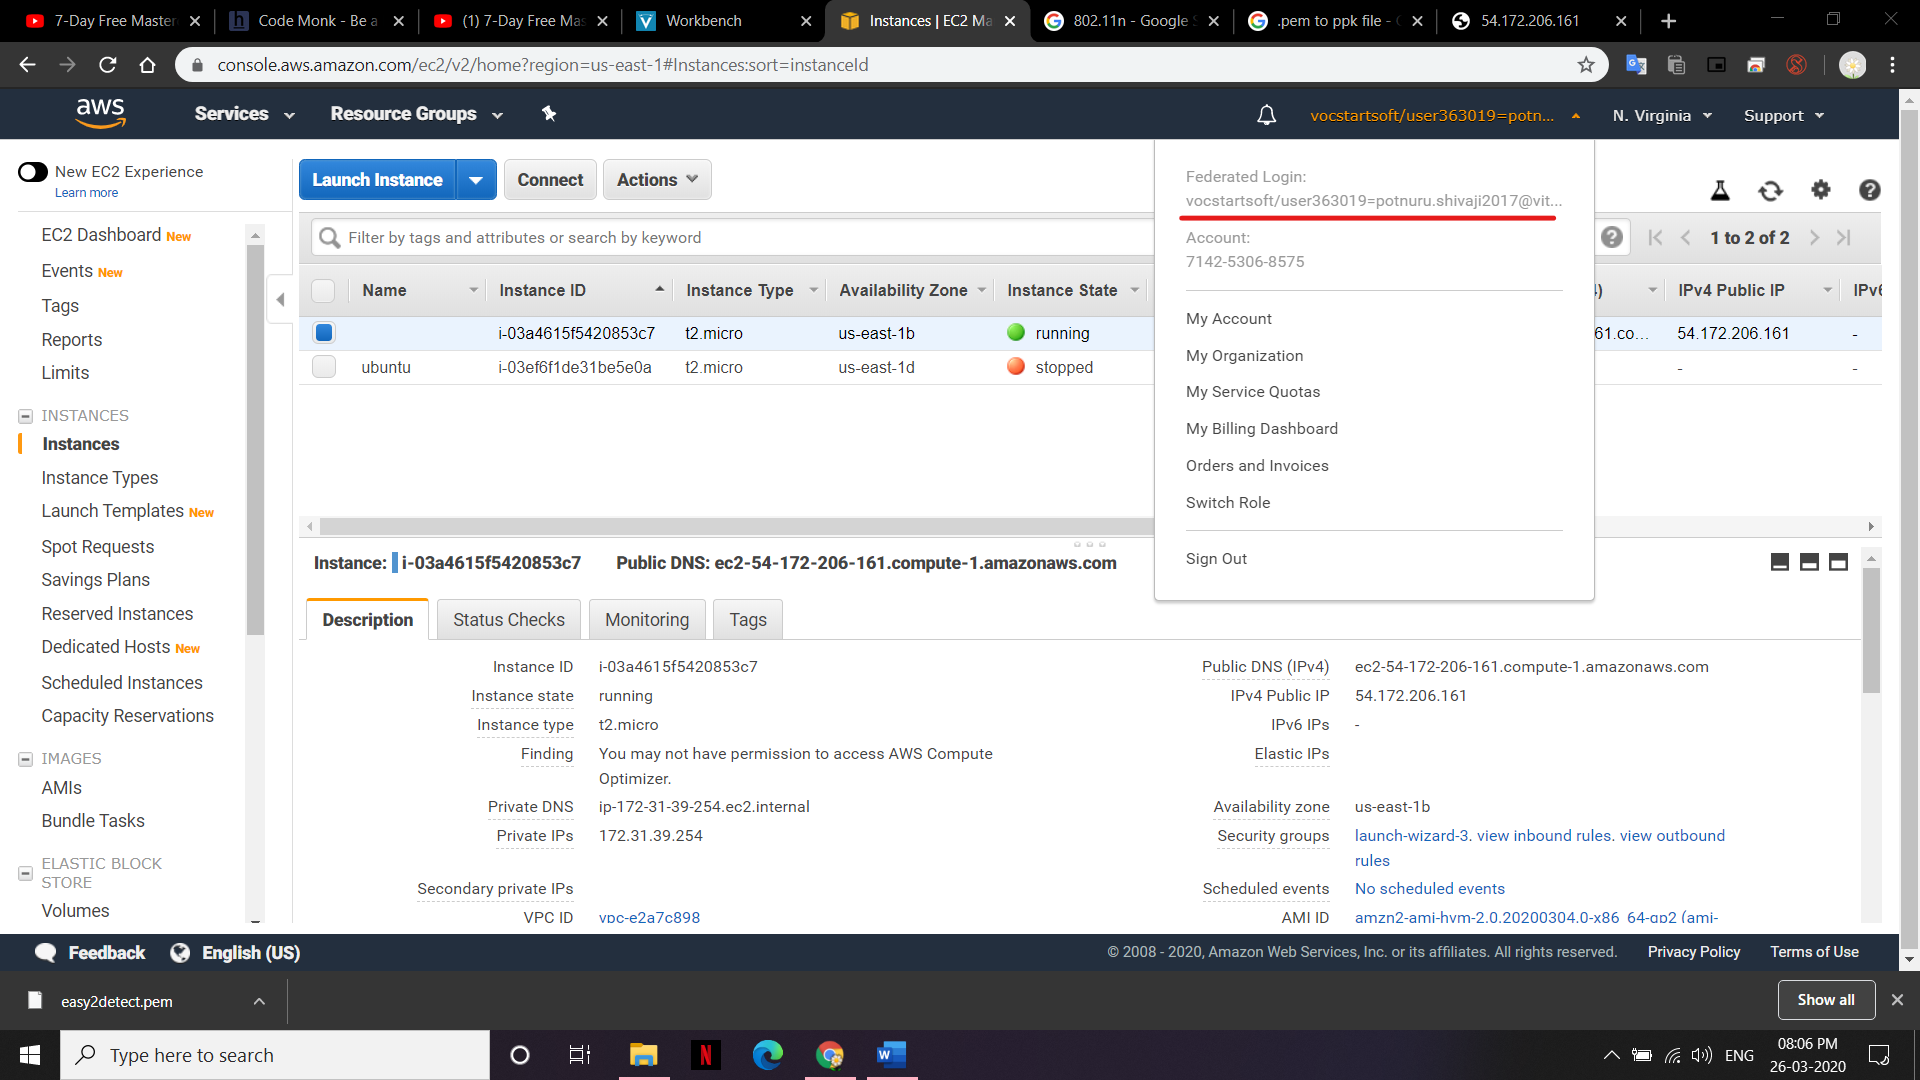 7-Day Free Master
Code Monk - Be a
(1) 7-Day Free Mas
Workbench
Instances | EC2 Ma
802.11n - Google S
.pem to ppk file - G
54.172.206.161
console.aws.amazon.com/ec2/v2/home?region=us-east-1#Instances:sort=instanceId
aws
Services
Resource Groups
vocstartsoft/user363019=potn...
N. Virginia
Support
New EC2 Experience
Learn more
EC2 Dashboard New
Events New
Tags
Reports
Limits
INSTANCES
Instances
Instance Types
Launch Templates New
Spot Requests
Savings Plans
Reserved Instances
Dedicated Hosts New
Scheduled Instances
Capacity Reservations
IMAGES
AMIs
Bundle Tasks
ELASTIC BLOCK
STORE
Volumes
Launch Instance
Connect
Actions
Filter by tags and attributes or search by keyword
1 to 2 of 2
Name Instance ID Instance Type Availability Zone Instance State ) IPv4 Public IP IPv6
i-03a4615f5420853c7 t2.micro us-east-1b running 61.co... 54.172.206.161 -
ubuntu i-03ef6f1de31be5e0a t2.micro us-east-1d stopped - -
Federated Login:
vocstartsoft/user363019=potnuru.shivaji2017@vit...
Account:
7142-5306-8575
My Account
My Organization
My Service Quotas
My Billing Dashboard
Orders and Invoices
Switch Role
Sign Out
Instance: i-03a4615f5420853c7 Public DNS: ec2-54-172-206-161.compute-1.amazonaws.com
Description
Status Checks
Monitoring
Tags
Instance ID i-03a4615f5420853c7
Instance state running
Instance type t2.micro
Finding You may not have permission to access AWS Compute
Optimizer.
Private DNS ip-172-31-39-254.ec2.internal
Private IPs 172.31.39.254
Secondary private IPs
VPC ID vpc-e2a7c898
Public DNS (IPv4) ec2-54-172-206-161.compute-1.amazonaws.com
IPv4 Public IP 54.172.206.161
IPv6 IPs -
Elastic IPs
Availability zone us-east-1b
Security groups launch-wizard-3. view inbound rules. view outbound
rules
Scheduled events No scheduled events
AMI ID amzn2-ami-hvm-2.0.20200304.0-x86_64-gp2 (ami-
Feedback
English (US)
© 2008 - 2020, Amazon Web Services, Inc. or its affiliates. All rights reserved.
Privacy Policy
Terms of Use
easy2detect.pem
Show all
Type here to search
ENG
08:06 PM
26-03-2020